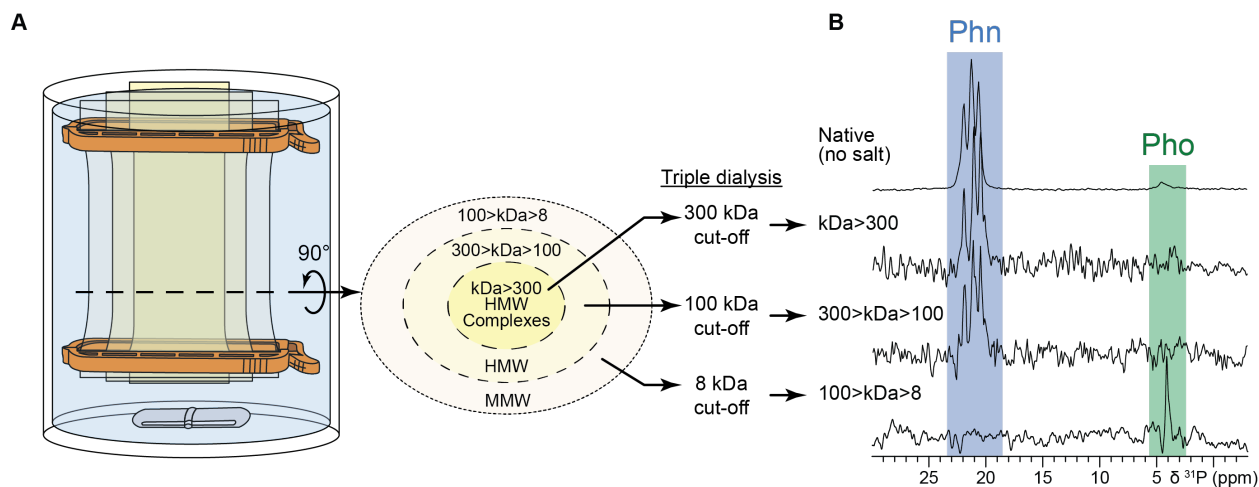 A
100>kDa>8
300>kDa>100
kDa>300
HMW
Complexes
HMW
MMW
90°
Triple dialysis
300 kDa
cut-off
100 kDa
cut-off
8 kDa
cut-off
B
Phn
Pho
Native
(no salt)
kDa>300
300>kDa>100
100>kDa>8
25 20 15 10 5 δ ³¹P (ppm)